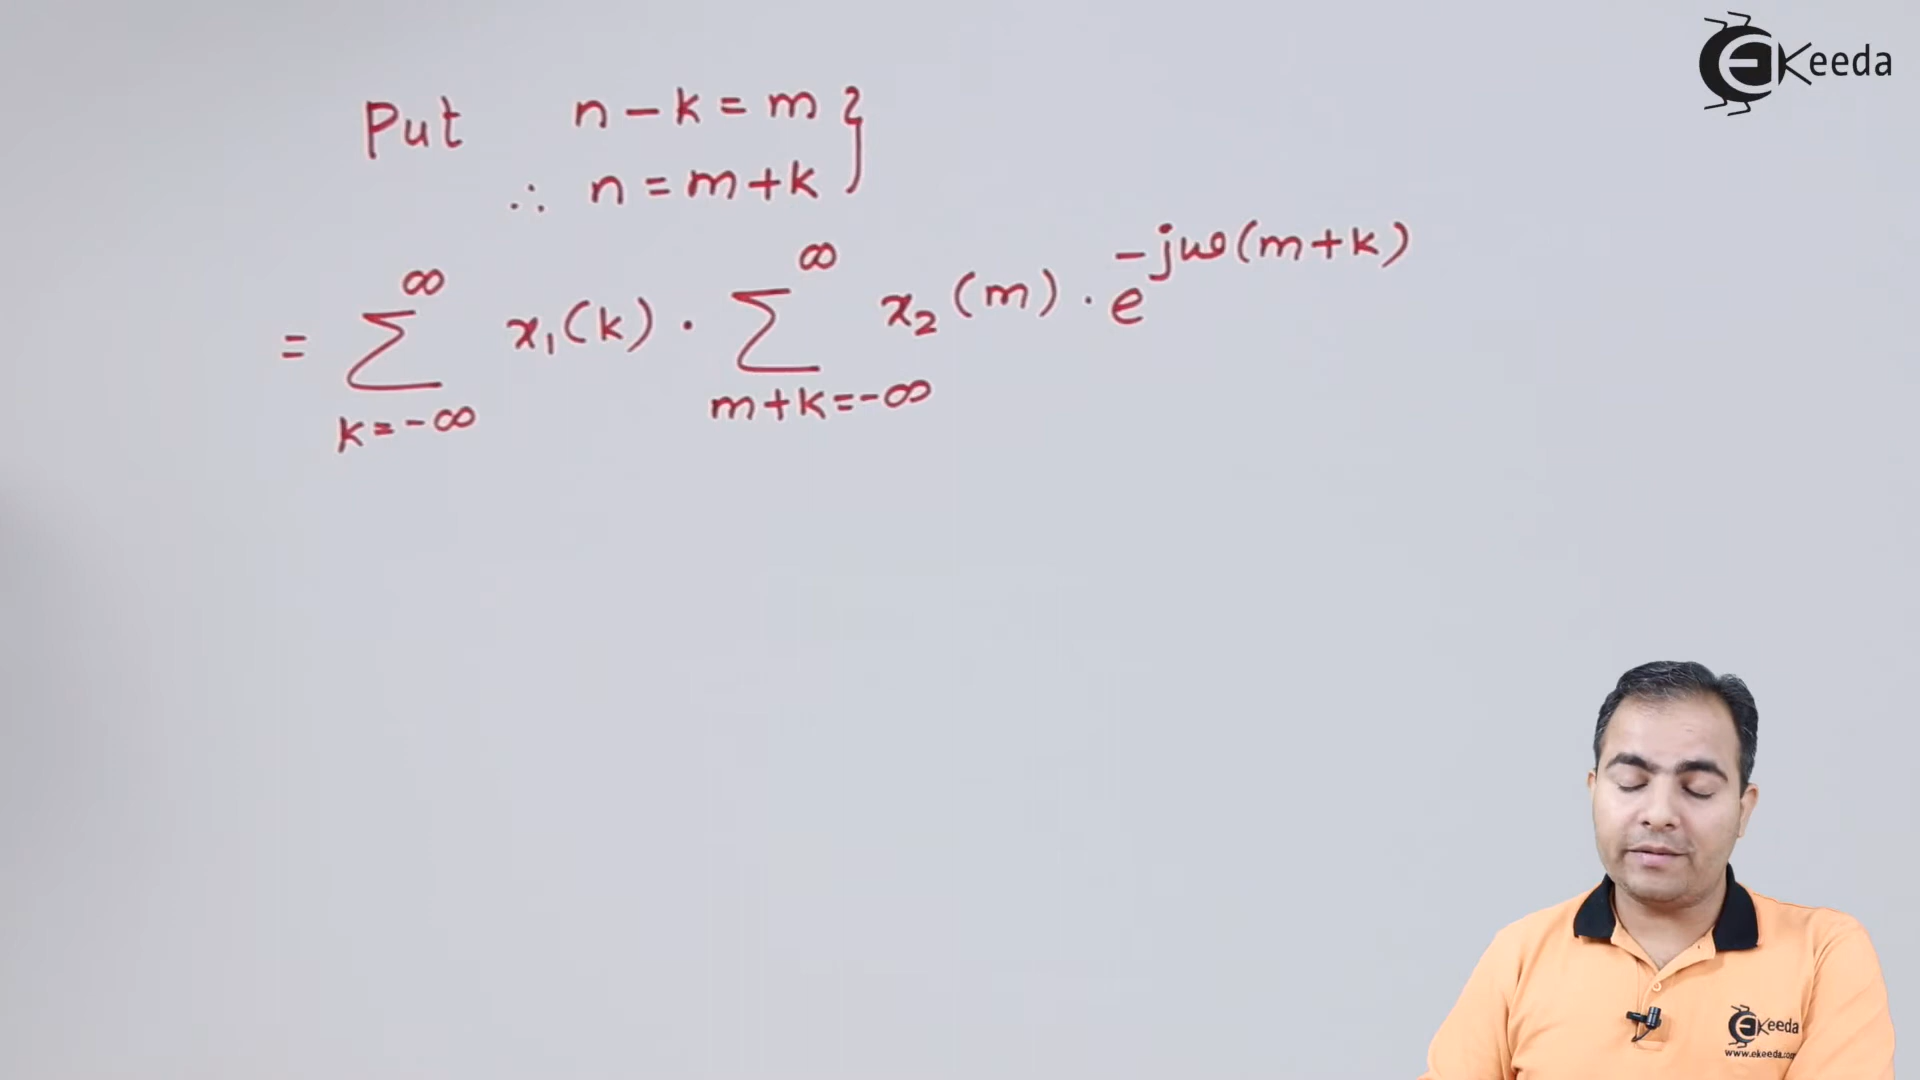 EKeeda
Put n - k = m }
∴ n = m + k
= ∞∑k=-∞ x₁(k) · ∞∑m+k=-∞ x₂(m) · e^-jω(m+k)
EKeeda
www.ekeeda.com